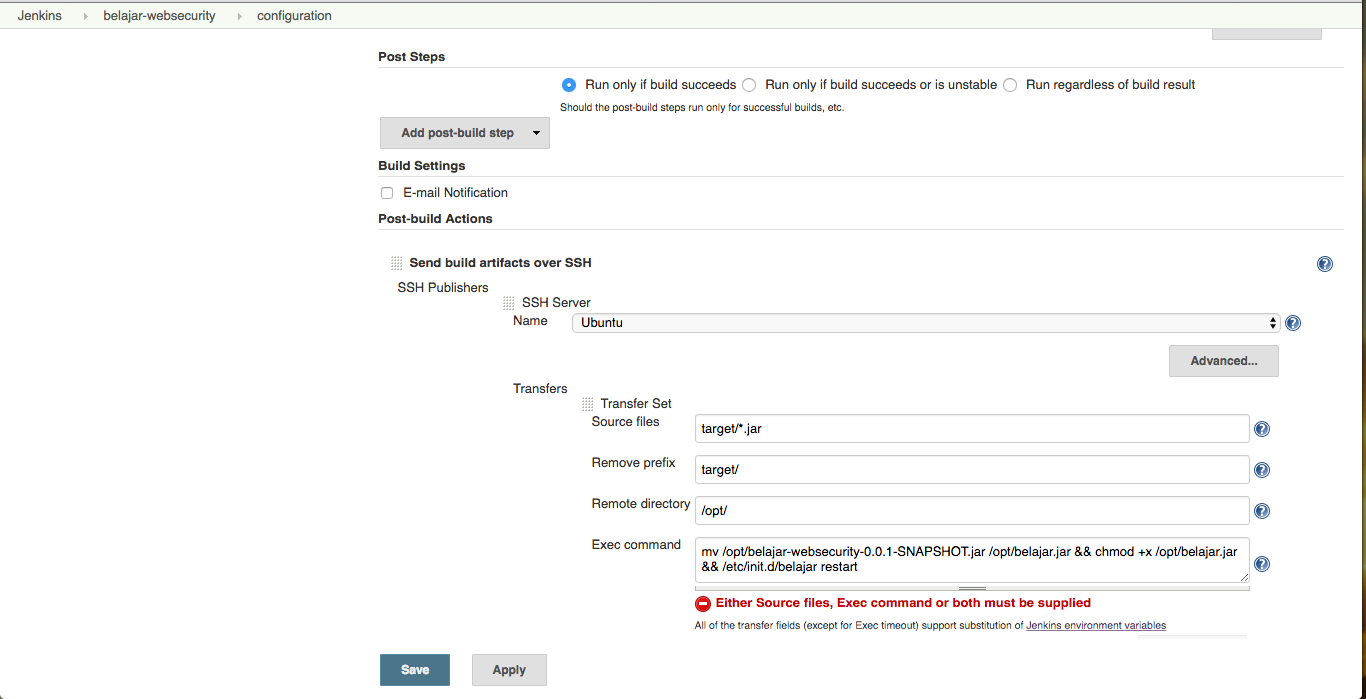 Jenkins belajar-websecurity configuration
Post Steps
Run only if build succeeds Run only if build succeeds or is unstable Run regardless of build result
Should the post-build steps run only for successful builds, etc.
Add post-build step
Build Settings
E-mail Notification
Post-build Actions
Send build artifacts over SSH
SSH Publishers
SSH Server
Name Ubuntu
Advanced...
Transfers
Transfer Set
Source files target/*.jar
Remove prefix target/
Remote directory /opt/
Exec command mv /opt/belajar-websecurity-0.0.1-SNAPSHOT.jar /opt/belajar.jar && chmod +x /opt/belajar.jar
&& /etc/init.d/belajar restart
Either Source files, Exec command or both must be supplied
All of the transfer fields (except for Exec timeout) support substitution of Jenkins environment variables
Save Apply